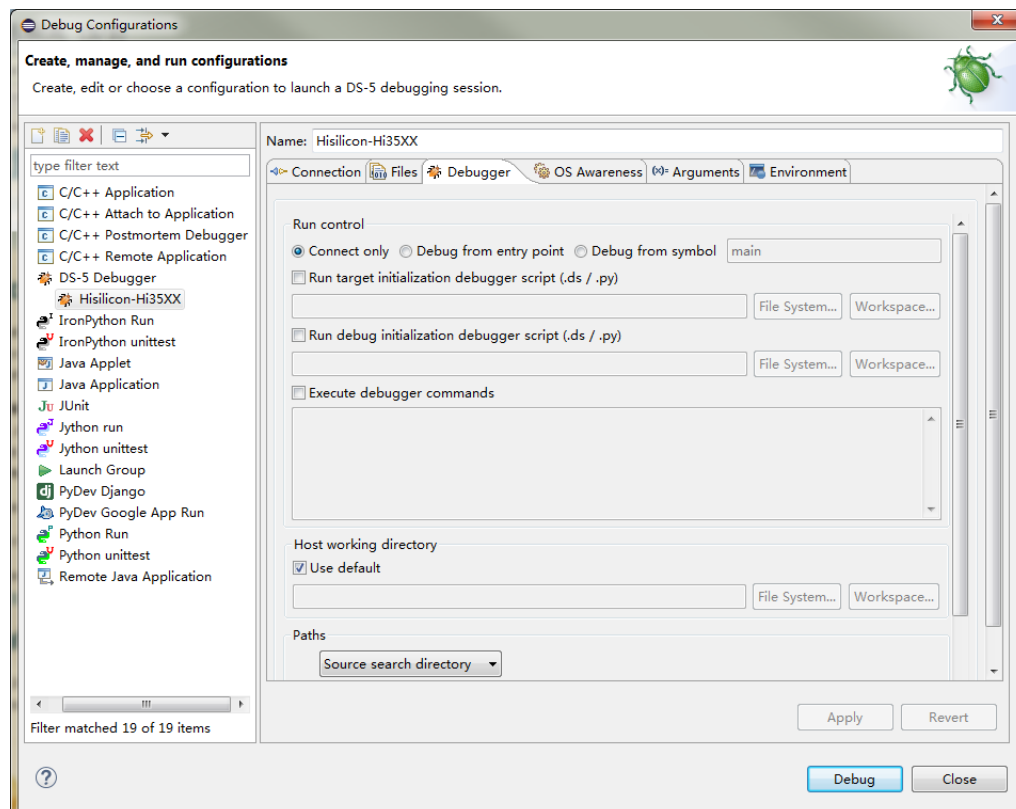 Debug Configurations
Create, manage, and run configurations
Create, edit or choose a configuration to launch a DS-5 debugging session.
type filter text
C/C++ Application
C/C++ Attach to Application
C/C++ Postmortem Debugger
C/C++ Remote Application
DS-5 Debugger
Hisilicon-Hi35XX
IronPython Run
IronPython unittest
Java Applet
Java Application
JUnit
Jython run
Jython unittest
Launch Group
PyDev Django
PyDev Google App Run
Python Run
Python unittest
Remote Java Application
Filter matched 19 of 19 items
Name: Hisilicon-Hi35XX
Connection Files Debugger OS Awareness Arguments Environment
Run control
Connect only Debug from entry point Debug from symbol main
Run target initialization debugger script (.ds / .py)
File System... Workspace...
Run debug initialization debugger script (.ds / .py)
File System... Workspace...
Execute debugger commands
Host working directory
Use default
File System... Workspace...
Paths
Source search directory
Apply Revert
Debug Close